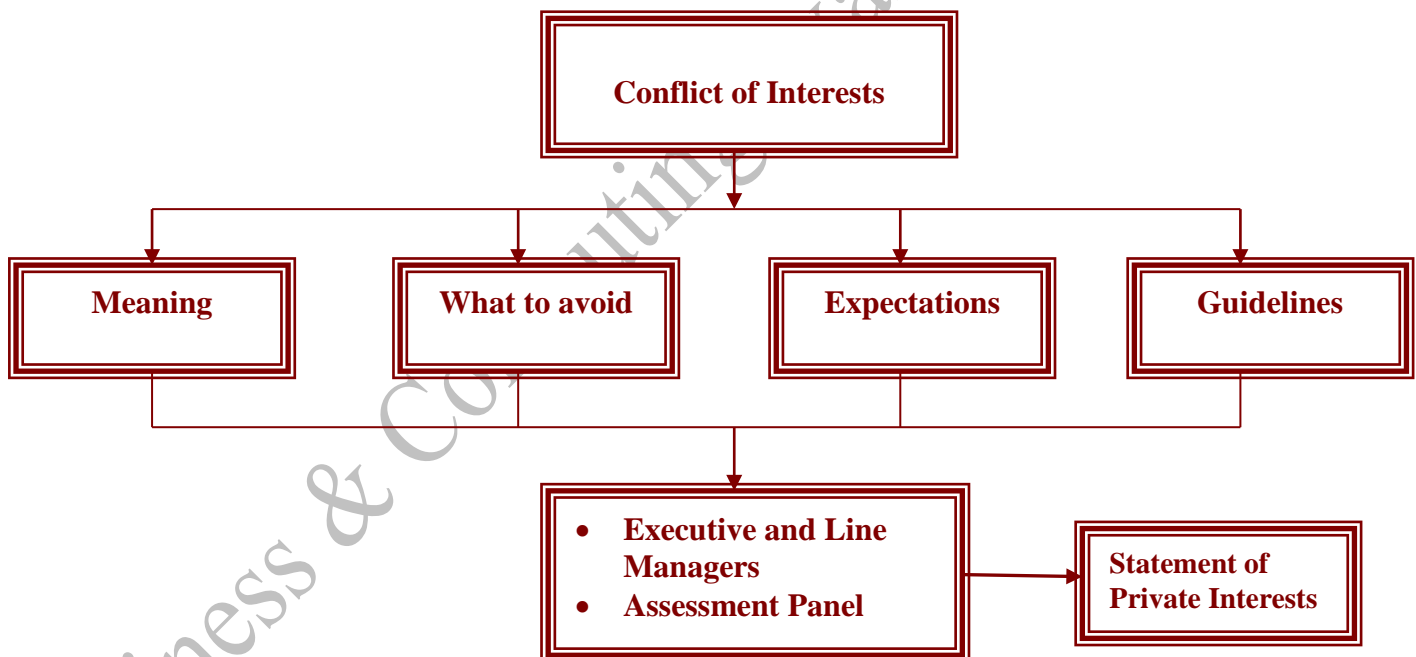 Conflict of Interests
Meaning
What to avoid
Expectations
Guidelines
• Executive and Line
Managers
• Assessment Panel
Statement of
Private Interests